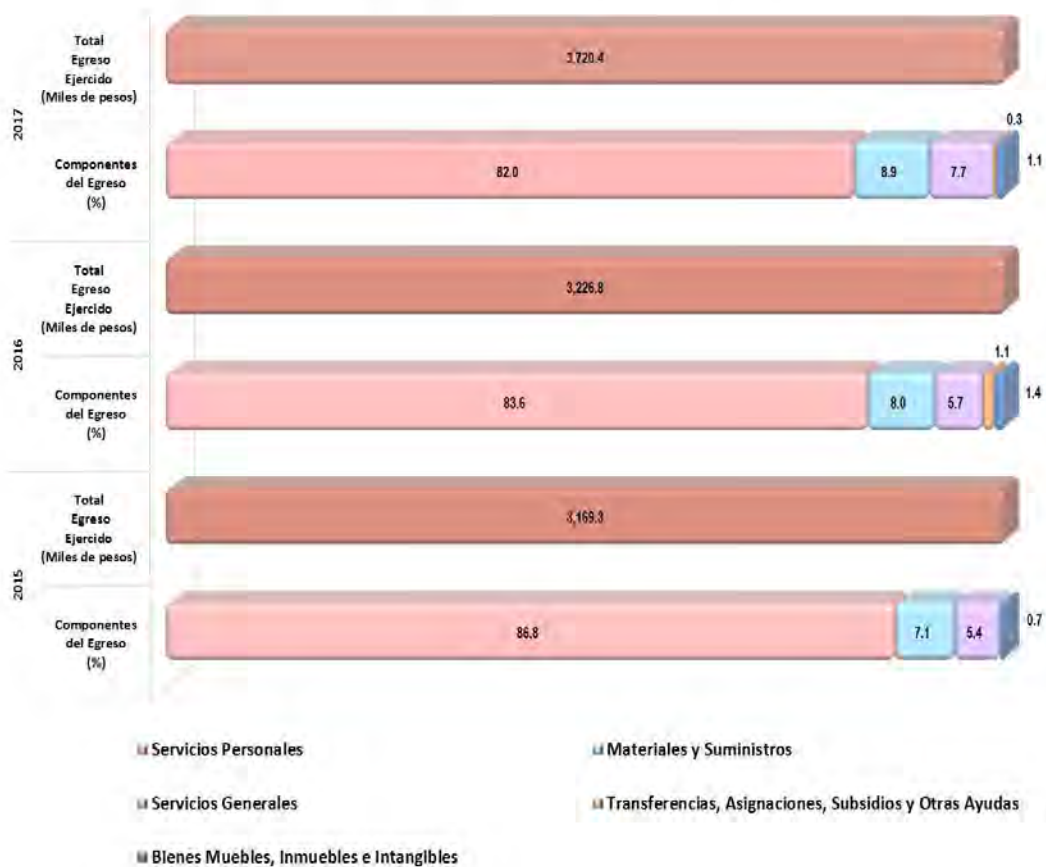 2017
Total
Egreso
Ejercido
(Miles de pesos)
3,720.4
Componentes
del Egreso
(%)
82.0
8.9
7.7
0.3
1.1
2016
Total
Egreso
Ejercido
(Miles de pesos)
3,226.8
Componentes
del Egreso
(%)
83.6
8.0
5.7
1.1
1.4
2015
Total
Egreso
Ejercido
(Miles de pesos)
3,169.3
Componentes
del Egreso
(%)
86.8
7.1
5.4
0.7
Servicios Personales
Materiales y Suministros
Servicios Generales
Transferencias, Asignaciones, Subsidios y Otras Ayudas
Bienes Muebles, Inmuebles e Intangibles